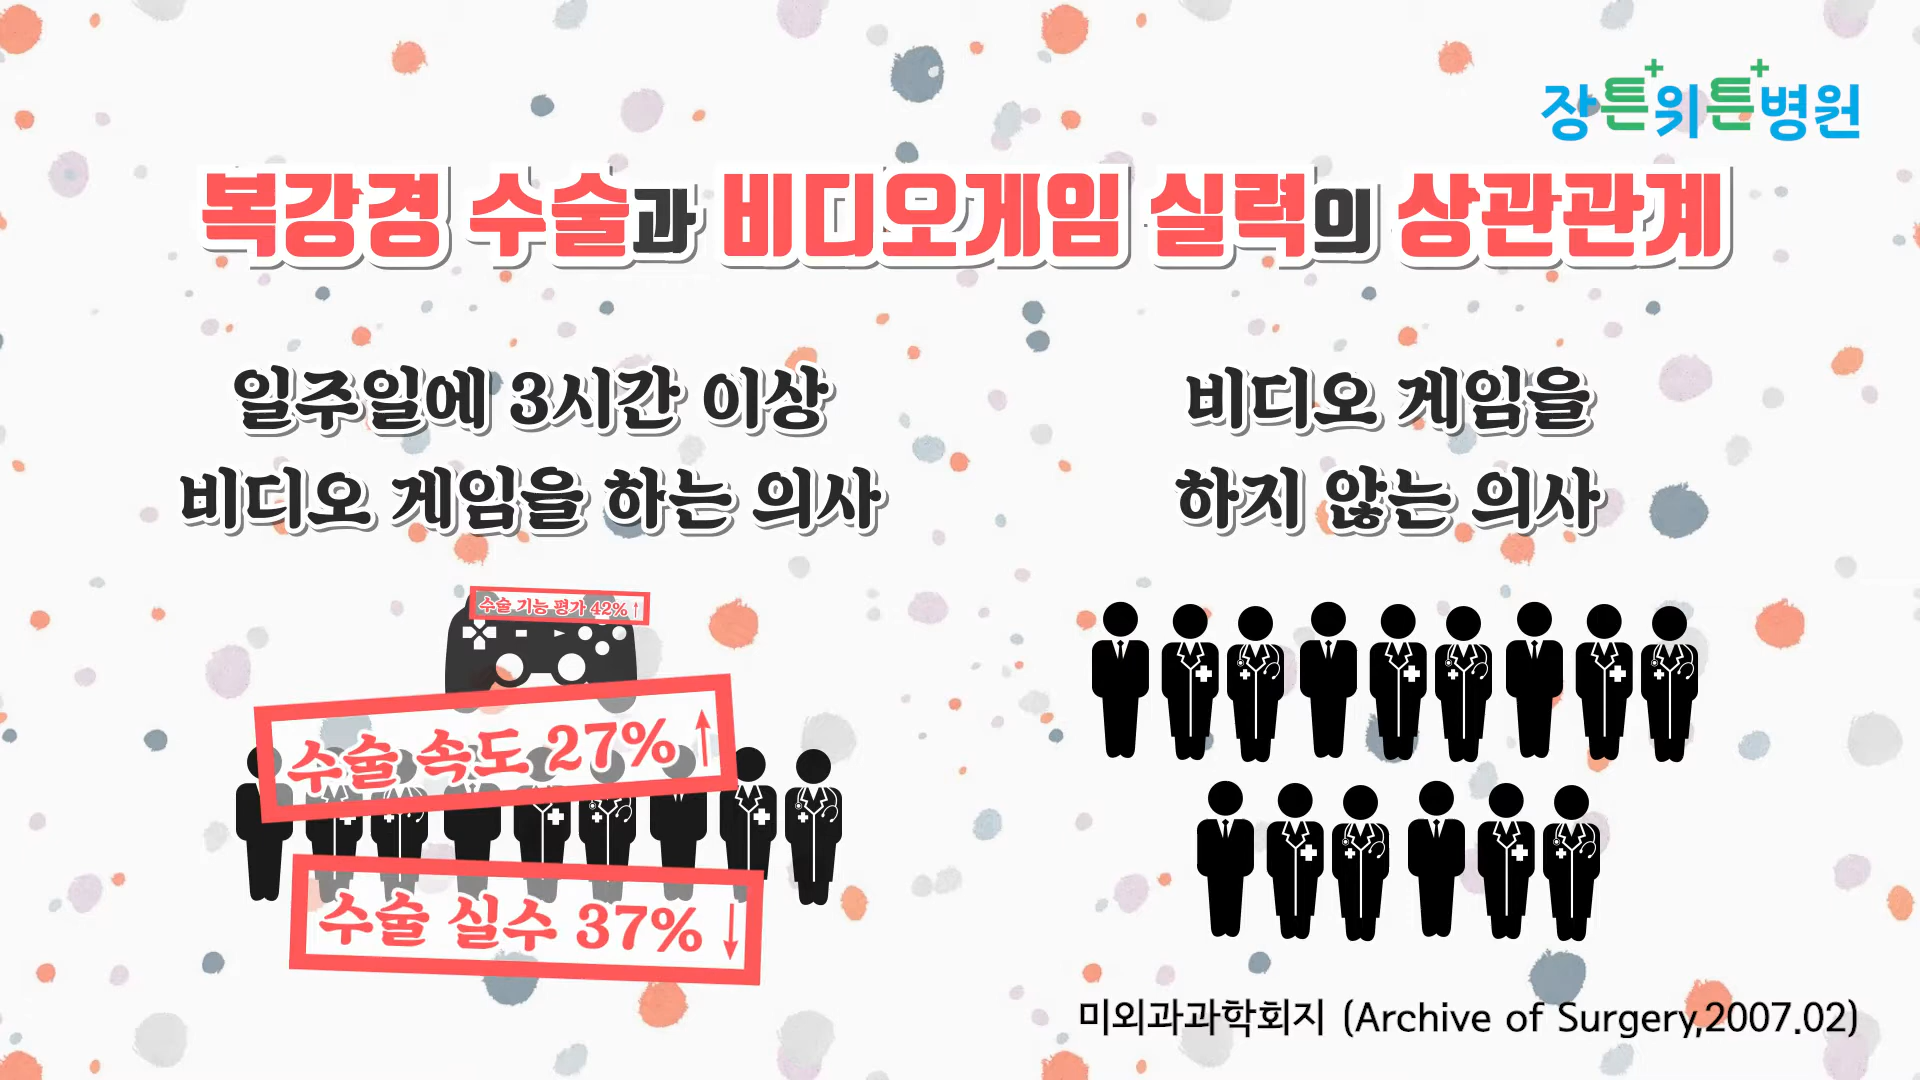 장튼위튼병원
복강경 수술과 비디오게임 실력의 상관관계
일주일에 3시간 이상
비디오 게임을 하는 의사
수술 기능 평가 42%↑
수술 속도 27%↑
수술 실수 37%↓
비디오 게임을
하지 않는 의사
미외과과학회지 (Archive of Surgery,2007.02)